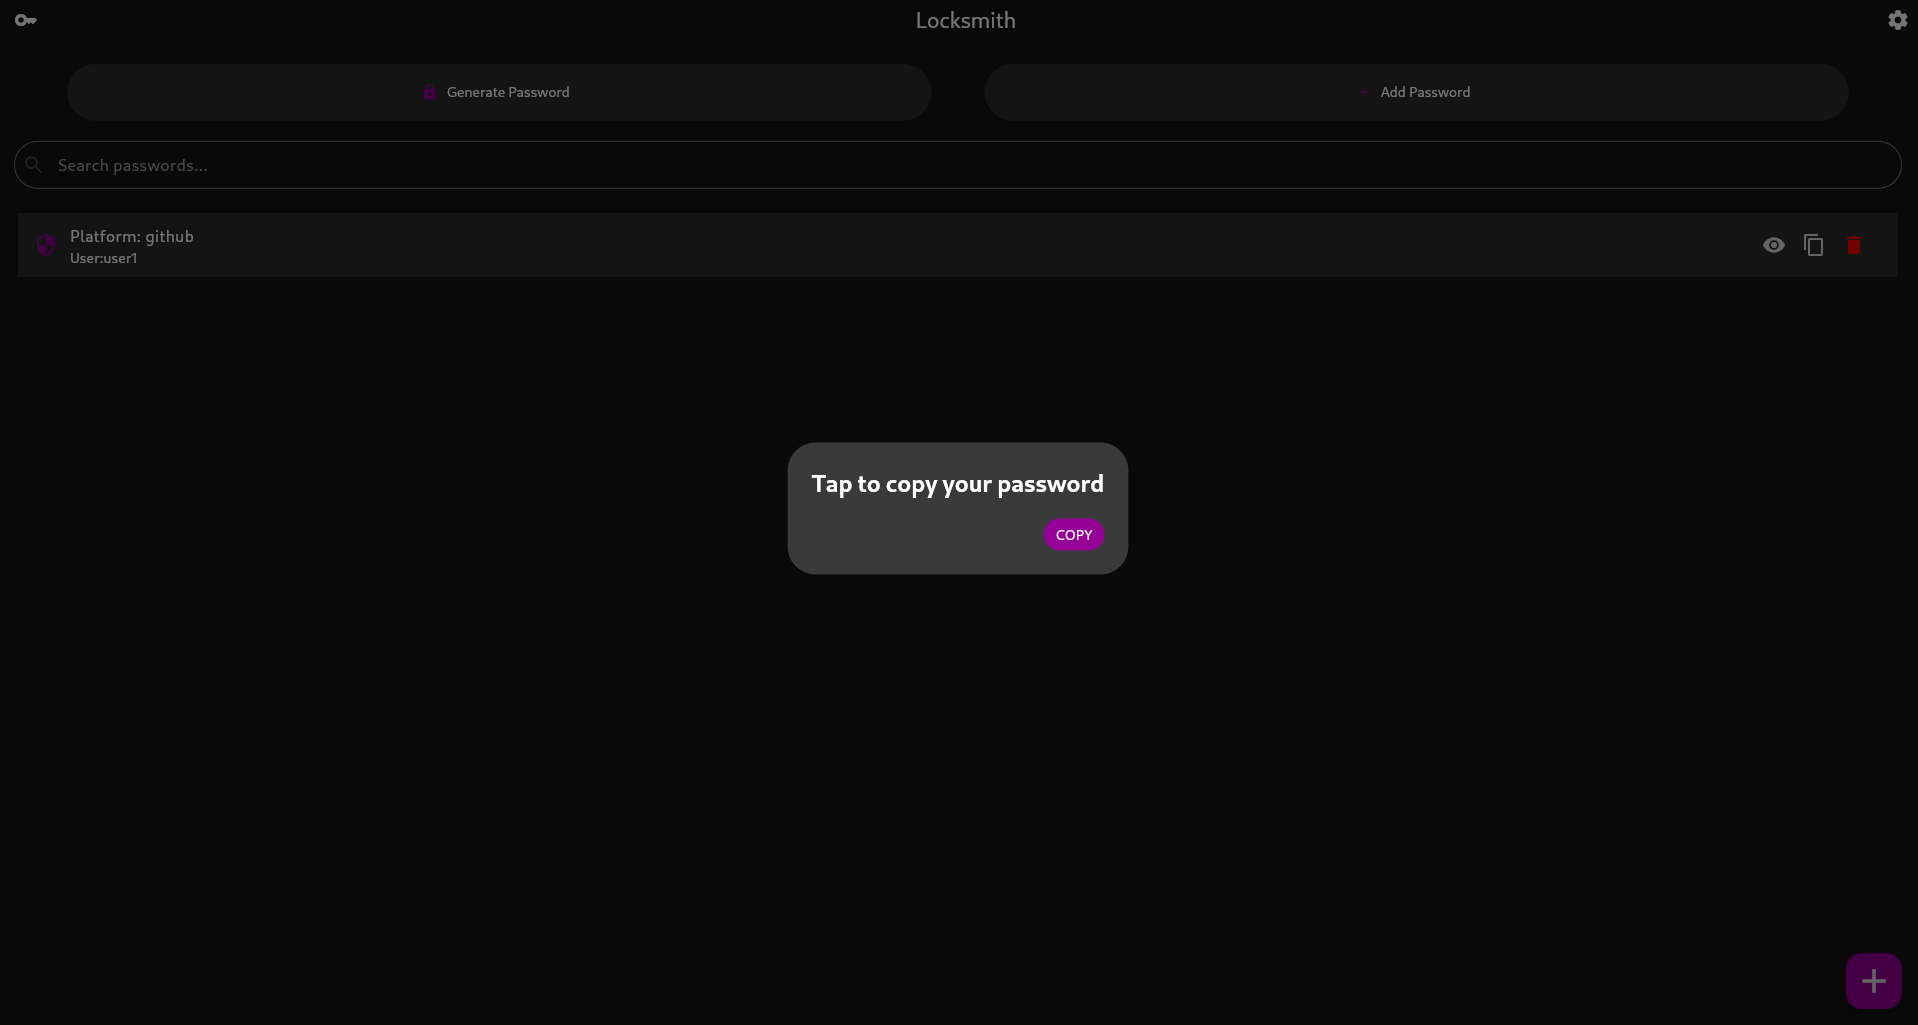 Locksmith
Generate Password
Add Password
Search passwords...
Platform: github
User:user1
Tap to copy your password
COPY